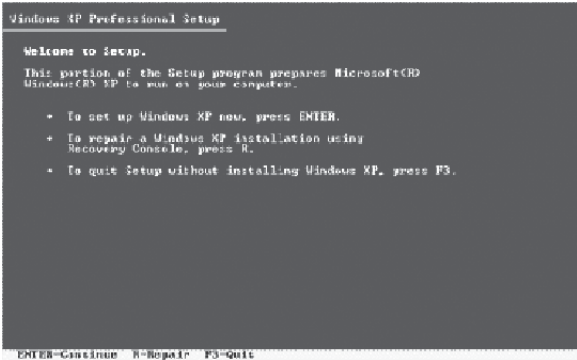 Windows XP Professional Setup
Welcome to Setup.
This portion of the Setup program prepares Microsoft(R)
Windows(R) XP to run on your computer.
• To set up Windows XP now, press ENTER.
• To repair a Windows XP installation using
Recovery Console, press R.
• To quit Setup without installing Windows XP, press F3.
ENTER=Continue R=Repair F3=Quit